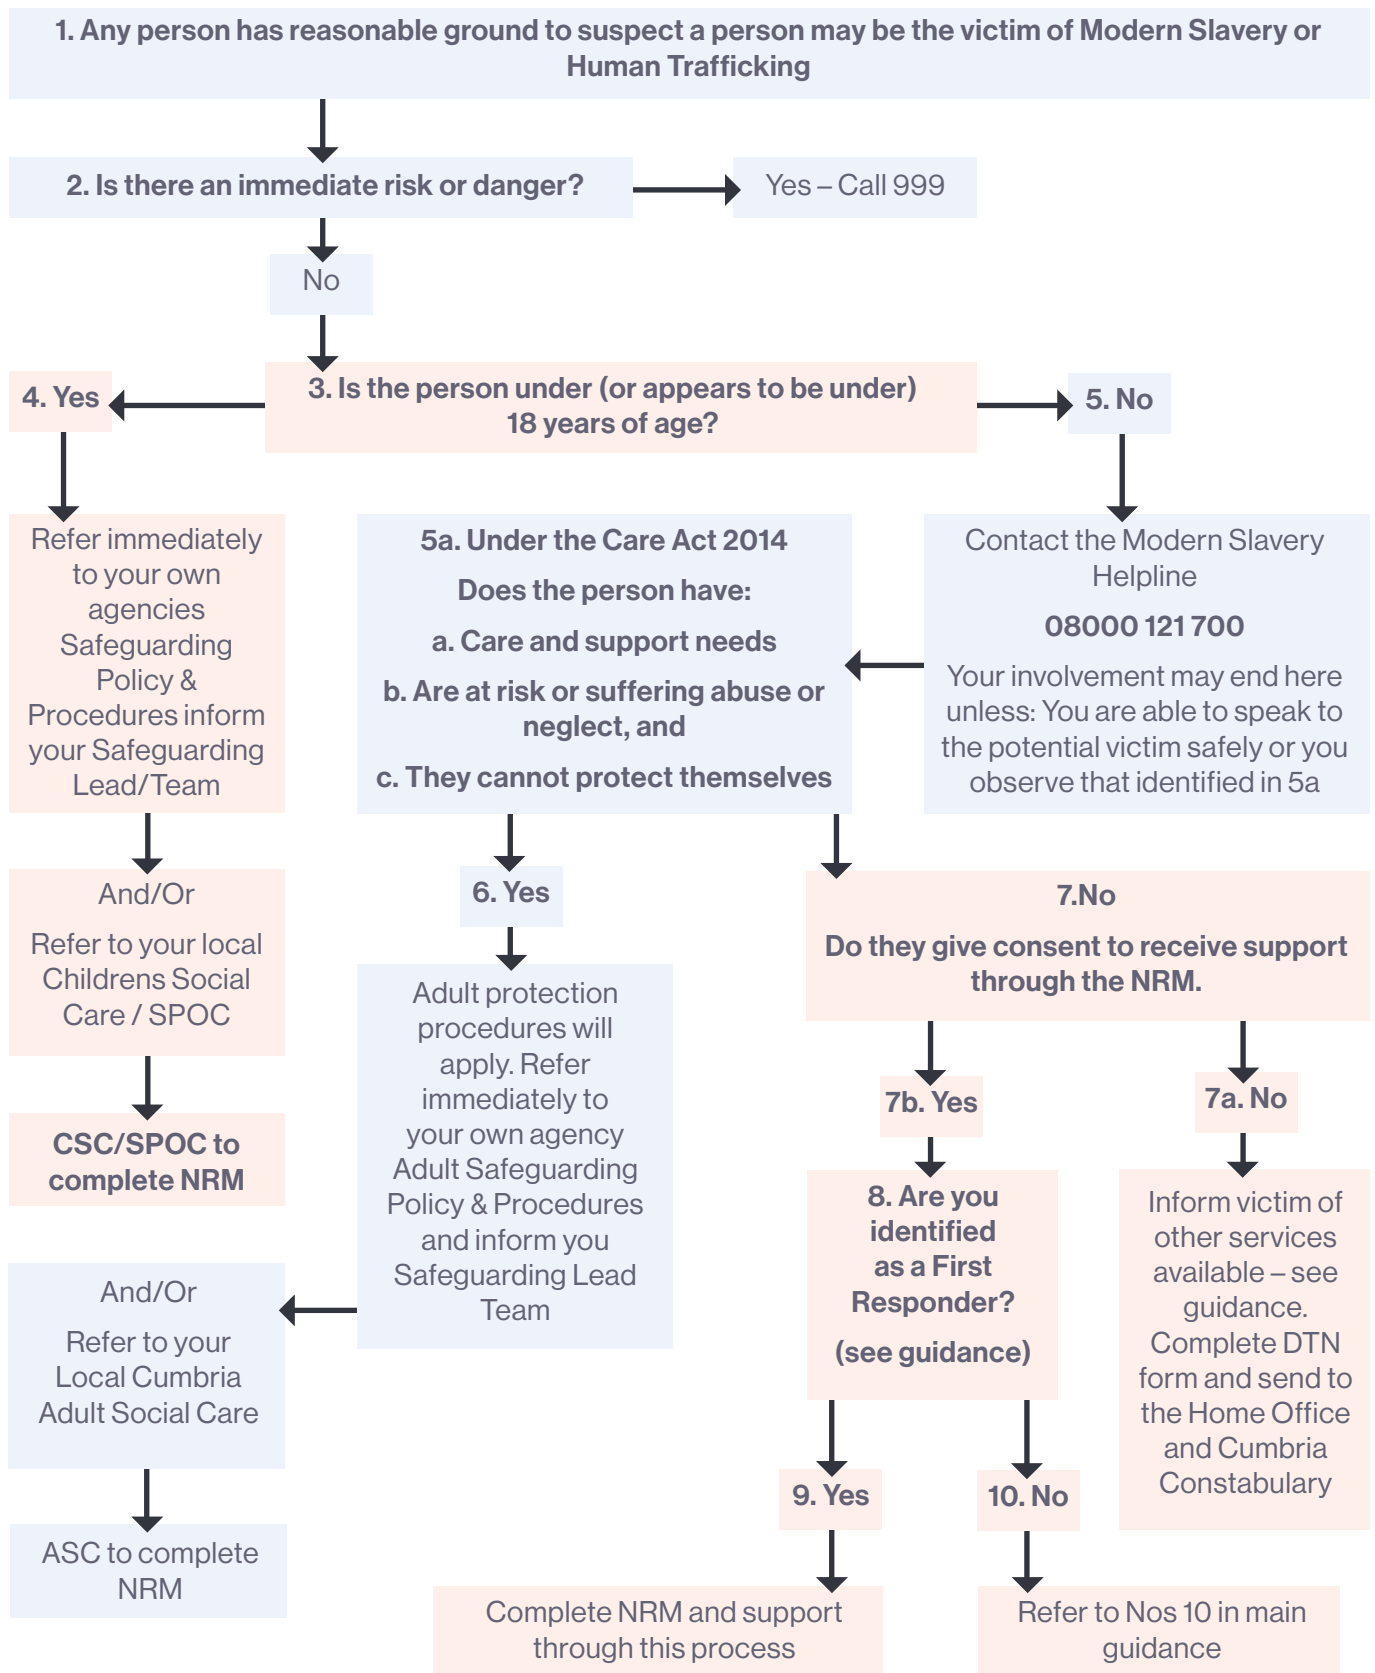 1. Any person has reasonable ground to suspect a person may be the victim of Modern Slavery or
Human Trafficking
2. Is there an immediate risk or danger?
Yes – Call 999
No
3. Is the person under (or appears to be under)
18 years of age?
4. Yes
5. No
Refer immediately
to your own
agencies
Safeguarding
Policy &
Procedures inform
your Safeguarding
Lead/Team
And/Or
Refer to your local
Childrens Social
Care / SPOC
CSC/SPOC to
complete NRM
Contact the Modern Slavery
Helpline
08000 121 700
Your involvement may end here
unless: You are able to speak to
the potential victim safely or you
observe that identified in 5a
5a. Under the Care Act 2014
Does the person have:
a. Care and support needs
b. Are at risk or suffering abuse or
neglect, and
c. They cannot protect themselves
6. Yes
Adult protection
procedures will
apply. Refer
immediately to
your own agency
Adult Safeguarding
Policy & Procedures
and inform you
Safeguarding Lead
Team
And/Or
Refer to your
Local Cumbria
Adult Social Care
ASC to complete
NRM
7.No
Do they give consent to receive support
through the NRM.
7b. Yes
7a. No
8. Are you
identified
as a First
Responder?
(see guidance)
Inform victim of
other services
available – see
guidance.
Complete DTN
form and send to
the Home Office
and Cumbria
Constabulary
9. Yes
10. No
Complete NRM and support
through this process
Refer to Nos 10 in main
guidance